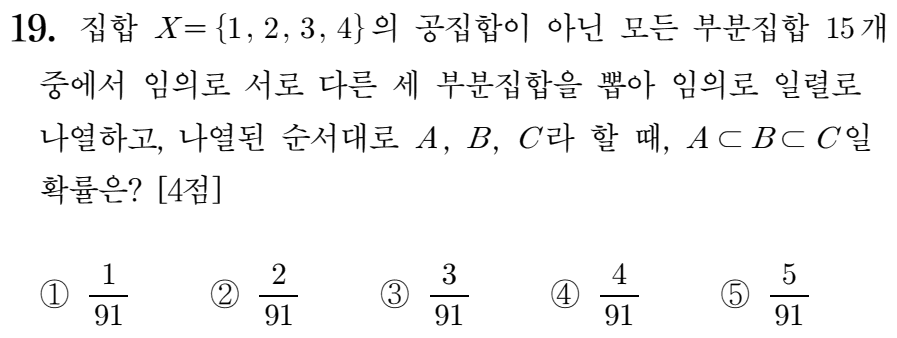 19. 집합 X={1, 2, 3, 4}의 공집합이 아닌 모든 부분집합 15개
중에서 임의로 서로 다른 세 부분집합을 뽑아 임의로 일렬로
나열하고, 나열된 순서대로 A, B, C라 할 때, A⊂B⊂C일
확률은? [4점]
① 1/91 ② 2/91 ③ 3/91 ④ 4/91 ⑤ 5/91